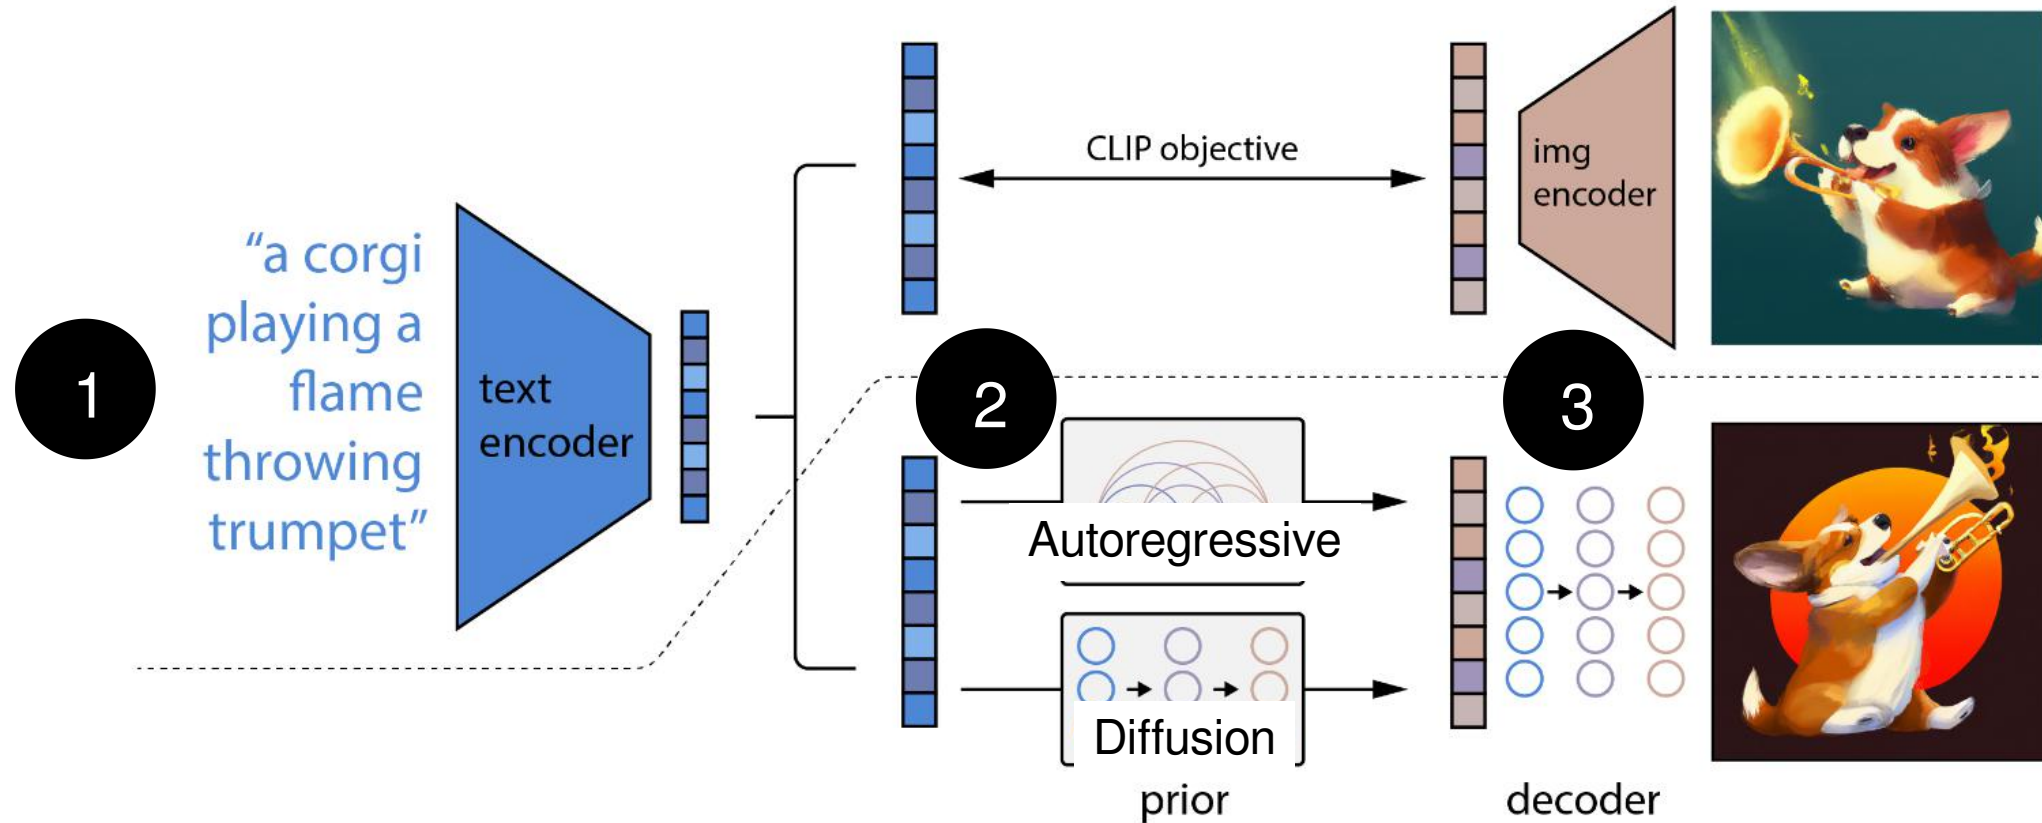 1
“a corgi
playing a
flame
throwing
trumpet”
text
encoder
CLIP objective
img
encoder
2
3
Autoregressive
Diffusion
prior
decoder